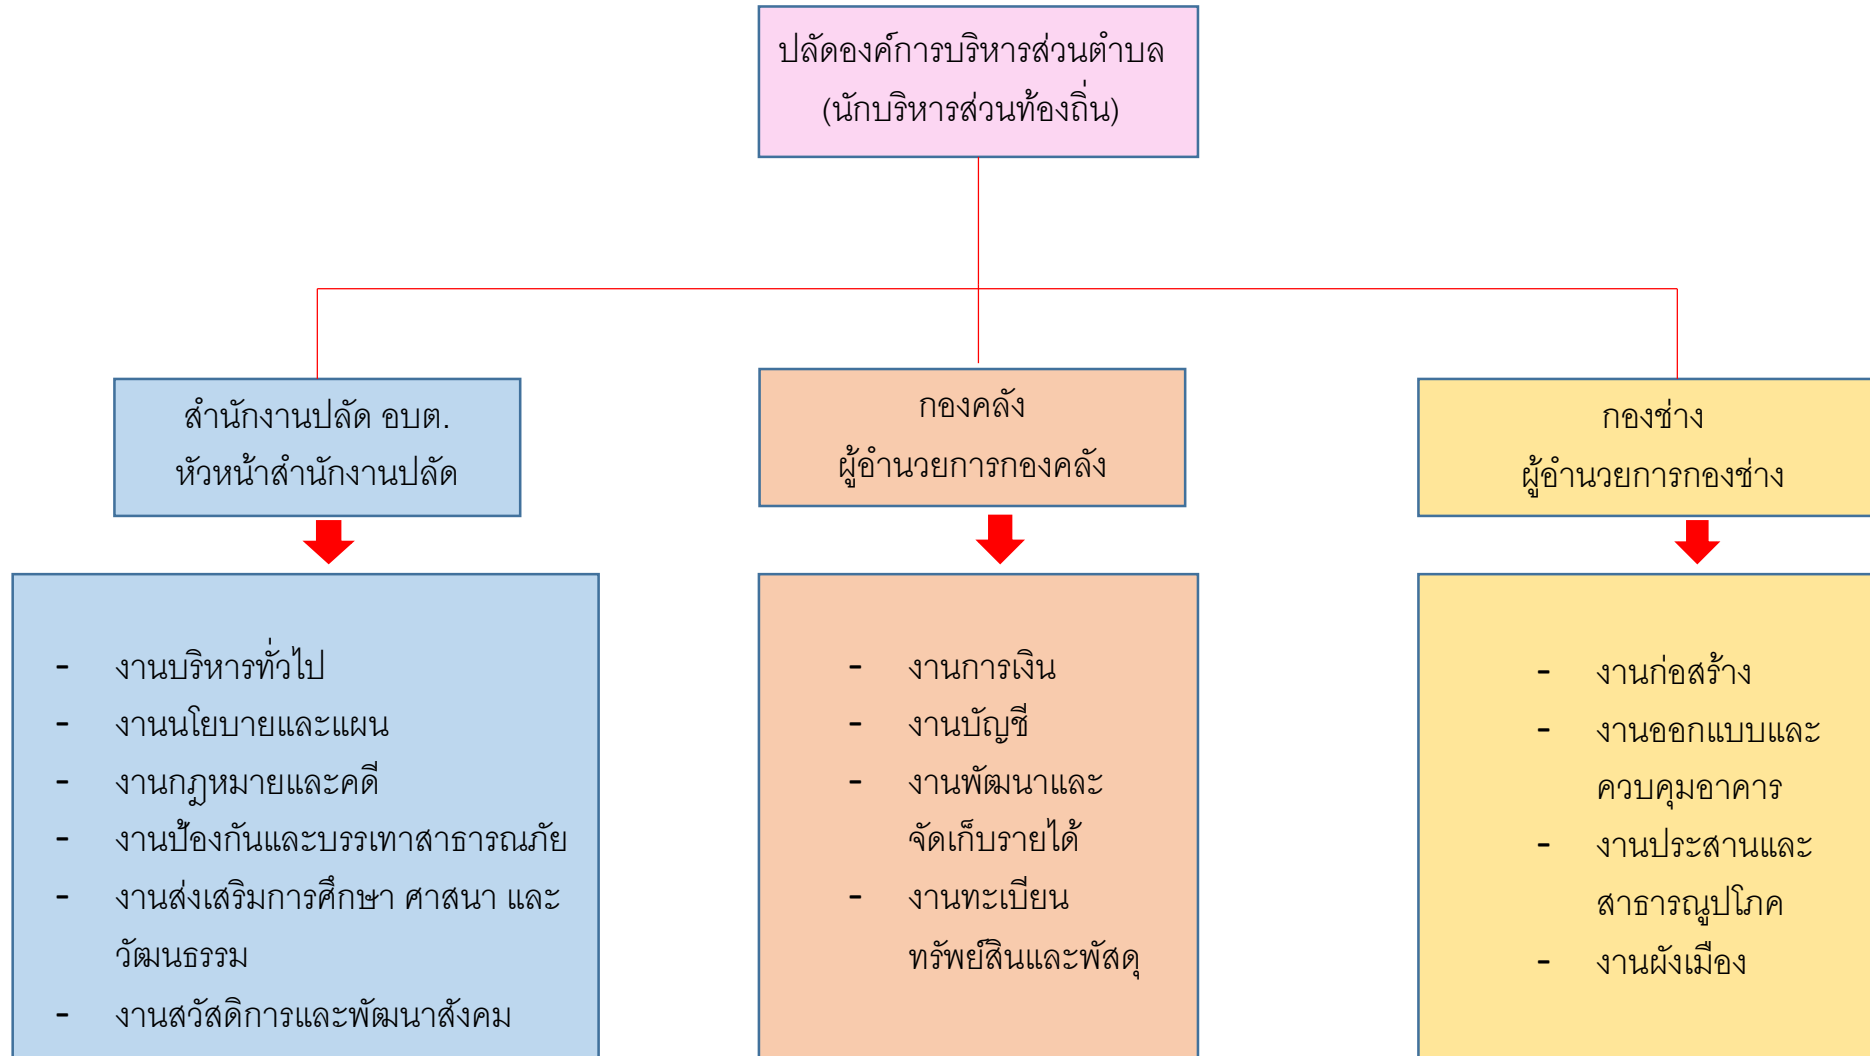 ปลัดองค์การบริหารส่วนตำบล
(นักบริหารส่วนท้องถิ่น)
สำนักงานปลัด อบต.
หัวหน้าสำนักงานปลัด
กองคลัง
ผู้อำนวยการกองคลัง
กองช่าง
ผู้อำนวยการกองช่าง
- งานบริหารทั่วไป
- งานนโยบายและแผน
- งานกฎหมายและคดี
- งานป้องกันและบรรเทาสาธารณภัย
- งานส่งเสริมการศึกษา ศาสนา และ
วัฒนธรรม
- งานสวัสดิการและพัฒนาสังคม
- งานการเงิน
- งานบัญชี
- งานพัฒนาและ
จัดเก็บรายได้
- งานทะเบียน
ทรัพย์สินและพัสดุ
- งานก่อสร้าง
- งานออกแบบและ
ควบคุมอาคาร
- งานประสานและ
สาธารณูปโภค
- งานผังเมือง